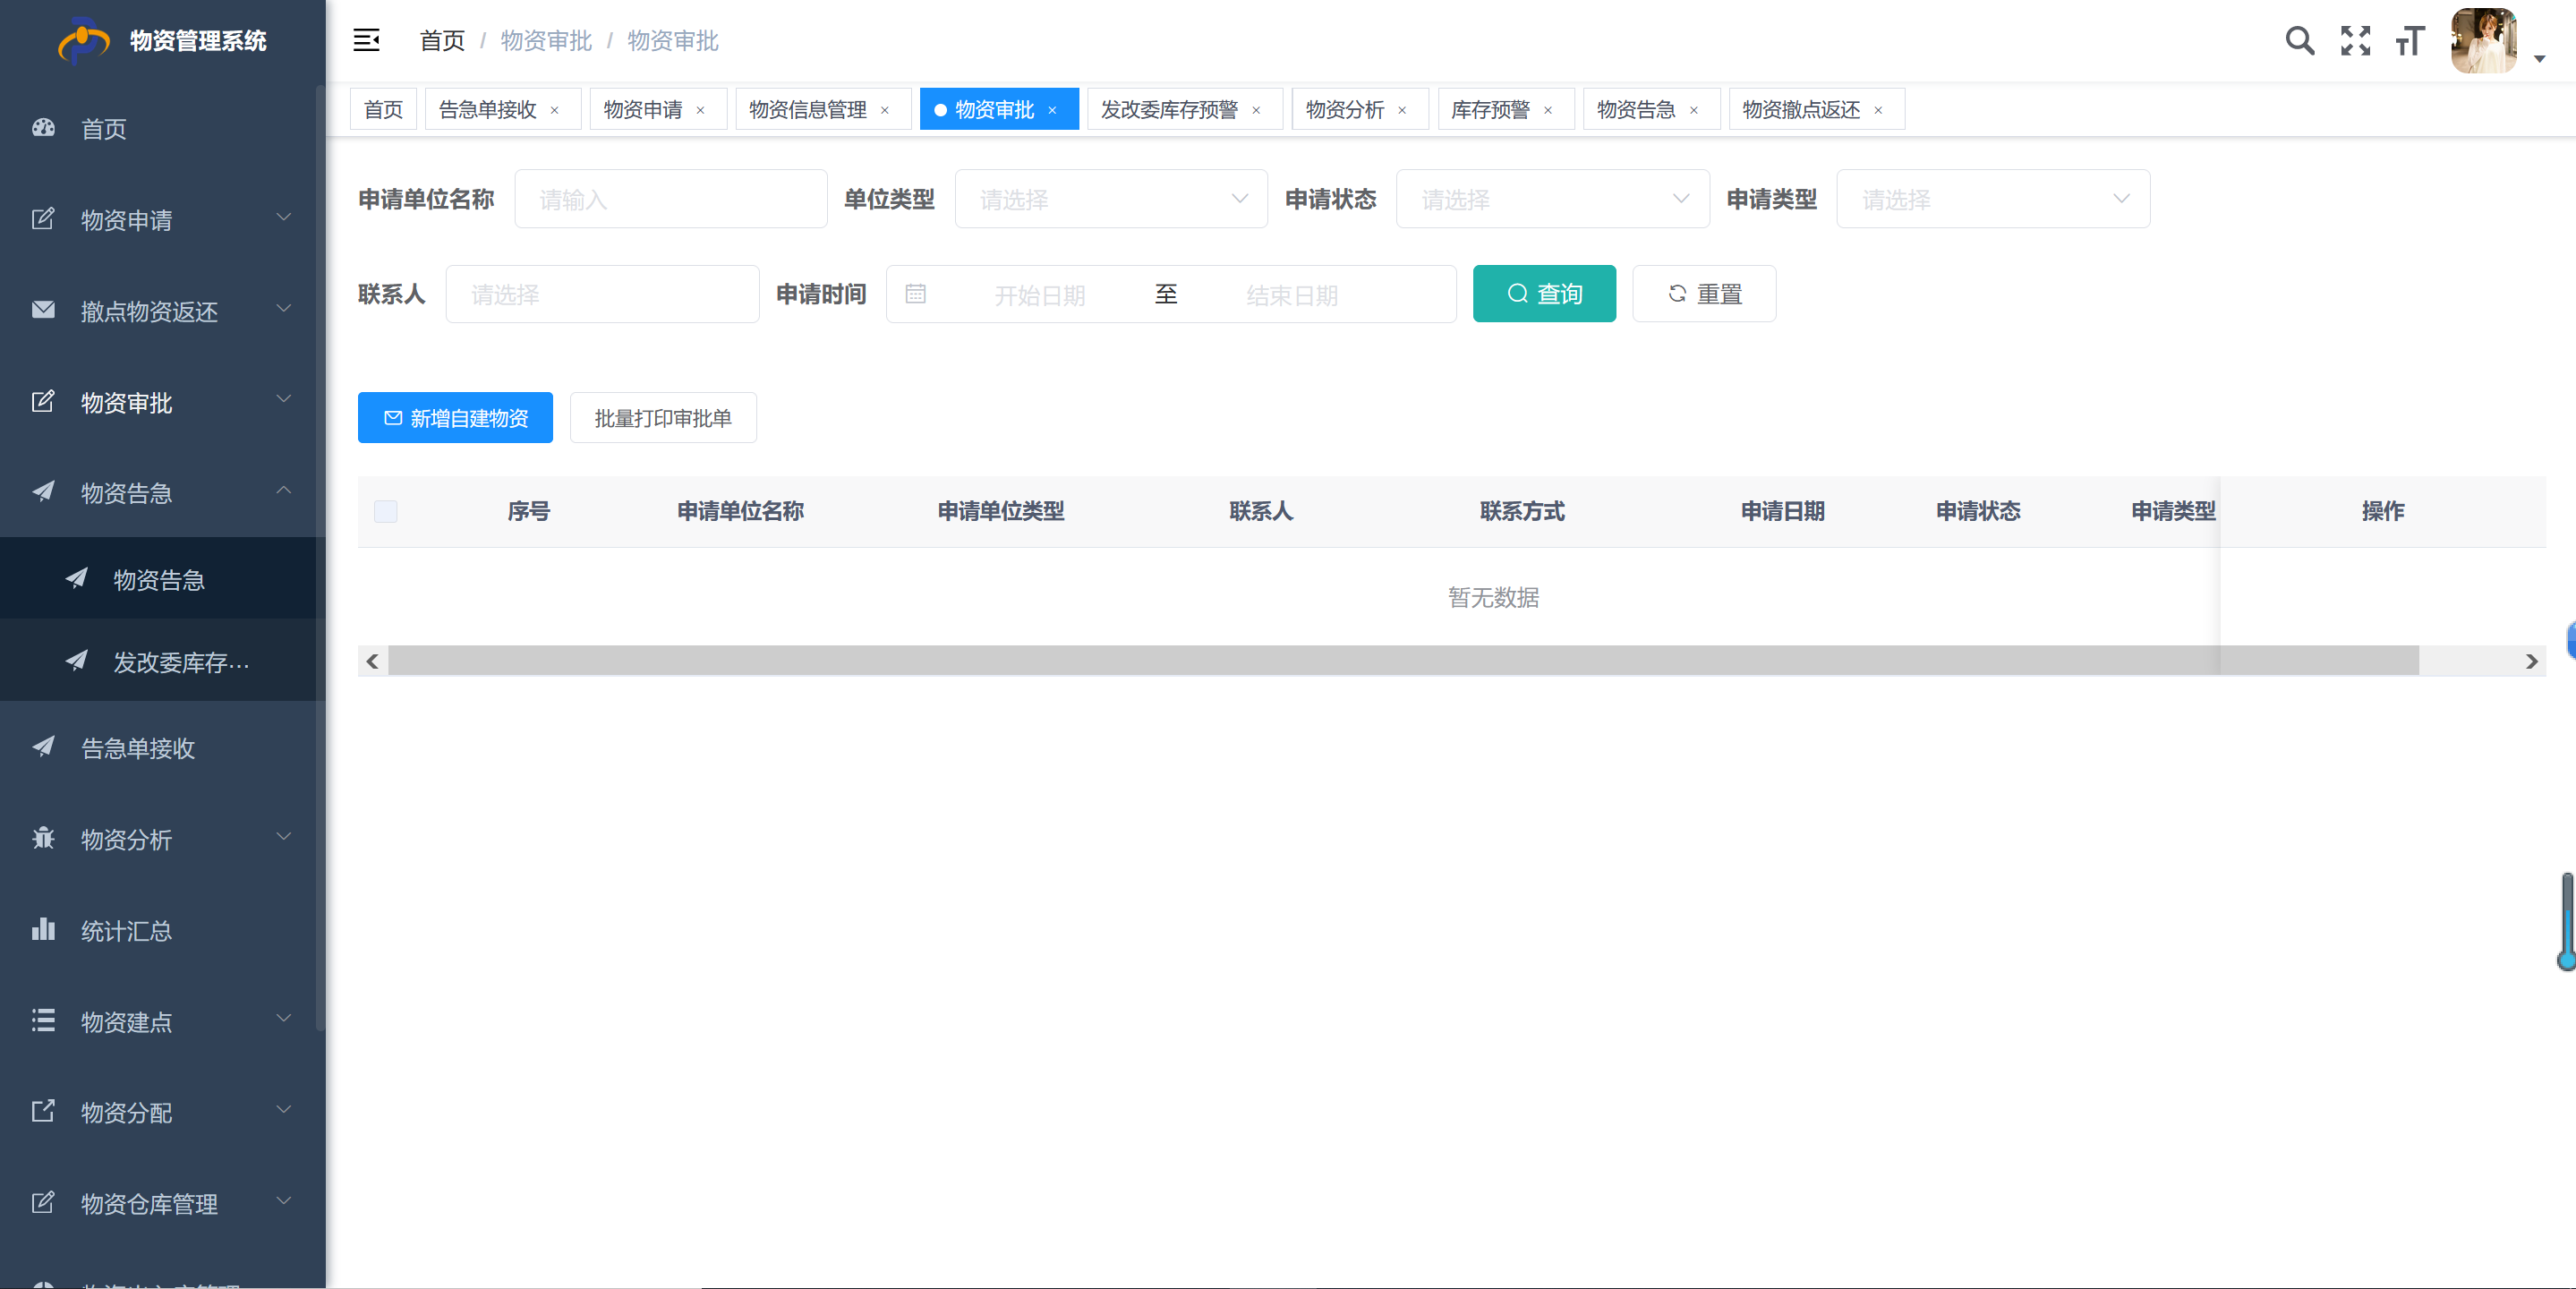 物资管理系统
首页
物资申请
撤点物资返还
物资审批
物资告急
物资告急
发改委库存…
告急单接收
物资分析
统计汇总
物资建点
物资分配
物资仓库管理
首页 / 物资审批 / 物资审批
首页 告急单接收 × 物资申请 × 物资信息管理 × 物资审批 × 发改委库存预警 × 物资分析 × 库存预警 × 物资告急 × 物资撤点返还 ×
申请单位名称 请输入 单位类型 请选择 申请状态 请选择 申请类型 请选择
联系人 请选择 申请时间 开始日期 至 结束日期 查询 重置
新增自建物资 批量打印审批单
序号 申请单位名称 申请单位类型 联系人 联系方式 申请日期 申请状态 申请类型 操作
暂无数据